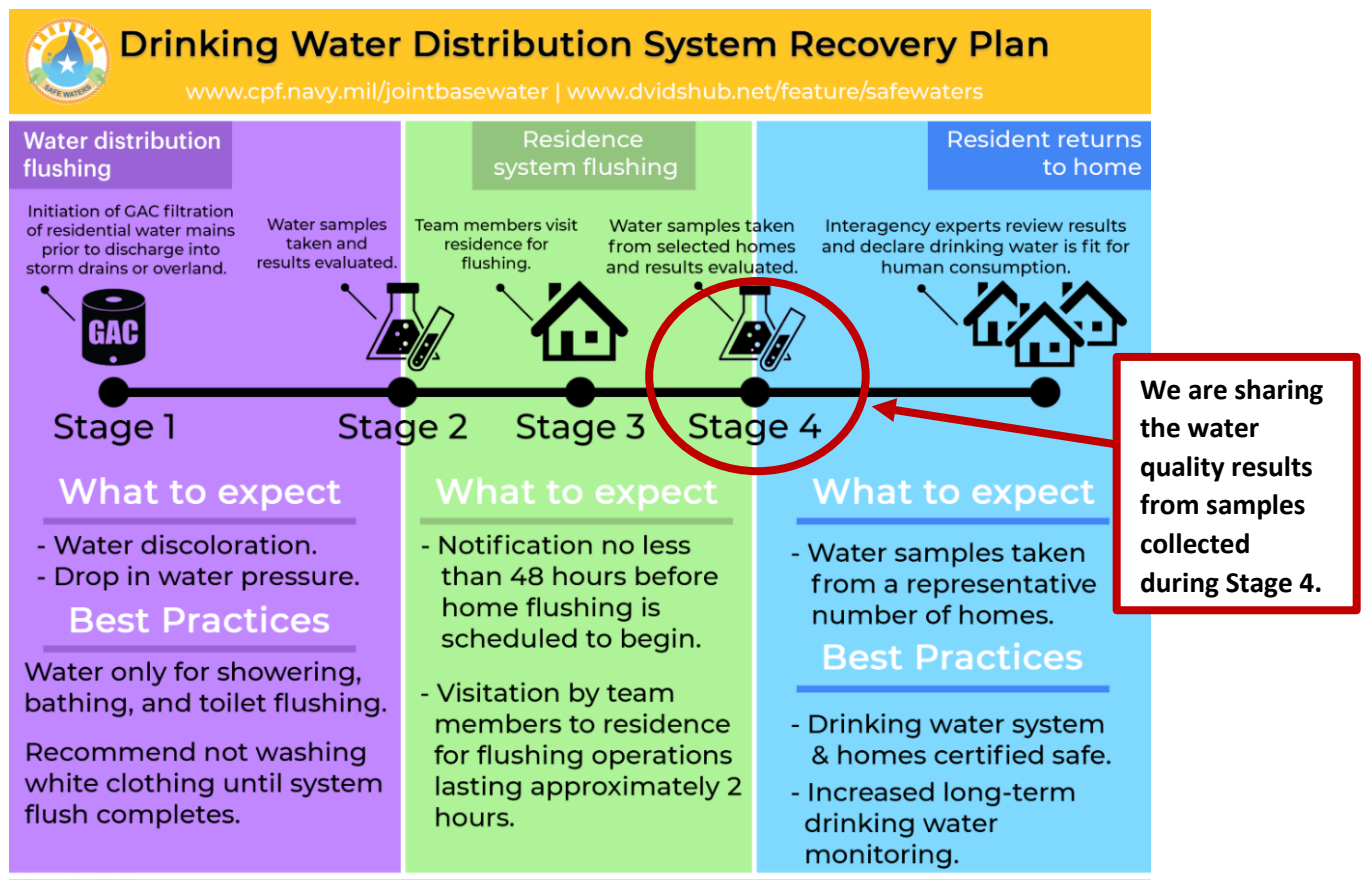 Drinking Water Distribution System Recovery Plan
www.cpf.navy.mil/jointbasewater | www.dvidshub.net/feature/safewaters
SAFE WATERS
Water distribution
flushing
Initiation of GAC filtration
of residential water mains
prior to discharge into
storm drains or overland.
Water samples
taken and
results evaluated.
Residence
system flushing
Team members visit
residence for
flushing.
Water samples taken
from selected homes
and results evaluated.
Resident returns
to home
Interagency experts review results
and declare drinking water is fit for
human consumption.
GAC
Stage 1
Stage 2
Stage 3
Stage 4
We are sharing
the water
quality results
from samples
collected
during Stage 4.
What to expect
- Water discoloration.
- Drop in water pressure.
Best Practices
Water only for showering,
bathing, and toilet flushing.
Recommend not washing
white clothing until system
flush completes.
What to expect
- Notification no less
than 48 hours before
home flushing is
scheduled to begin.
- Visitation by team
members to residence
for flushing operations
lasting approximately 2
hours.
What to expect
- Water samples taken
from a representative
number of homes.
Best Practices
- Drinking water system
& homes certified safe.
- Increased long-term
drinking water
monitoring.